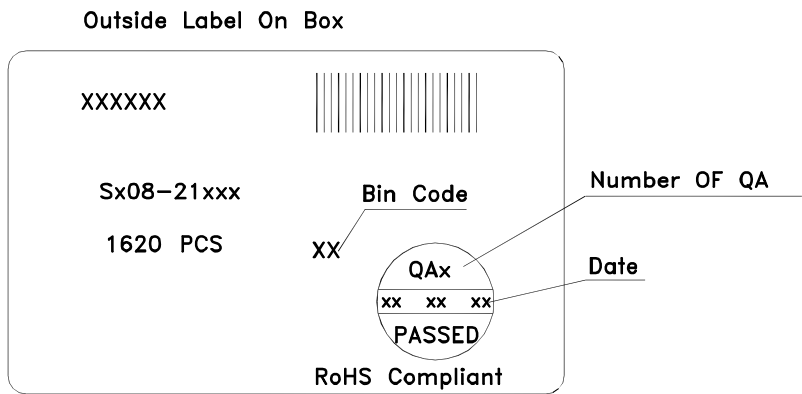 Outside Label On Box
XXXXXX
Sx08-21xxx
Bin Code
Number OF QA
1620 PCS
XX
QAx
Date
xx xx xx
PASSED
RoHS Compliant